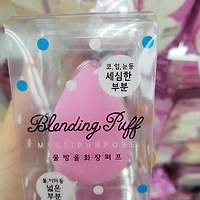 코,입,눈등
세심한
부분
Blending Puff
MULTIPURPOSE
물방울화장퍼프
볼,이마등
넓은
부분